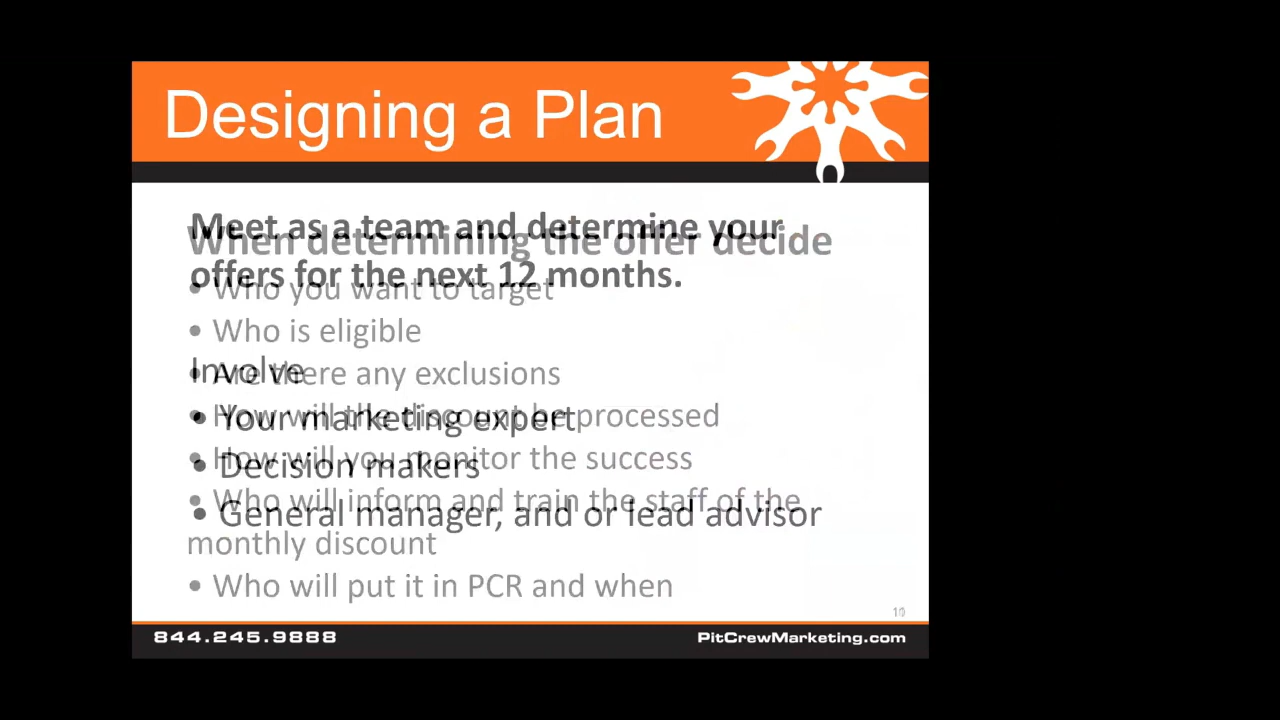 Designing a Plan
Meet as a team and determine your
offers for the next 12 months.
Involve
• Your marketing expert
• Decision makers
• General manager, and or lead advisor
When determining the offer decide
• Who you want to target
• Who is eligible
• Are there any exclusions
• How will the discount be processed
• How will you monitor the success
• Who will inform and train the staff of the
monthly discount
• Who will put it in PCR and when
844.245.9888
PitCrewMarketing.com